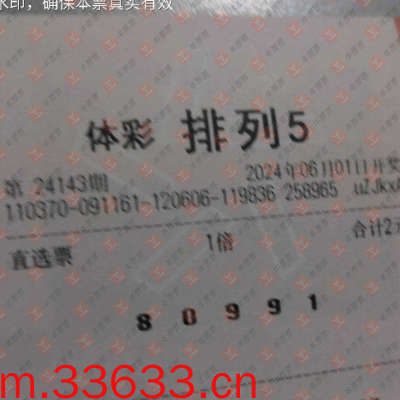 水印，确保本票真实有效
体彩 排列5
第 24143期 2024年06月01日开奖
110370-091161-120606-119836 258965 uZJkxA
直选票 1倍 合计2元
8 0 9 9 1
m.33633.cn